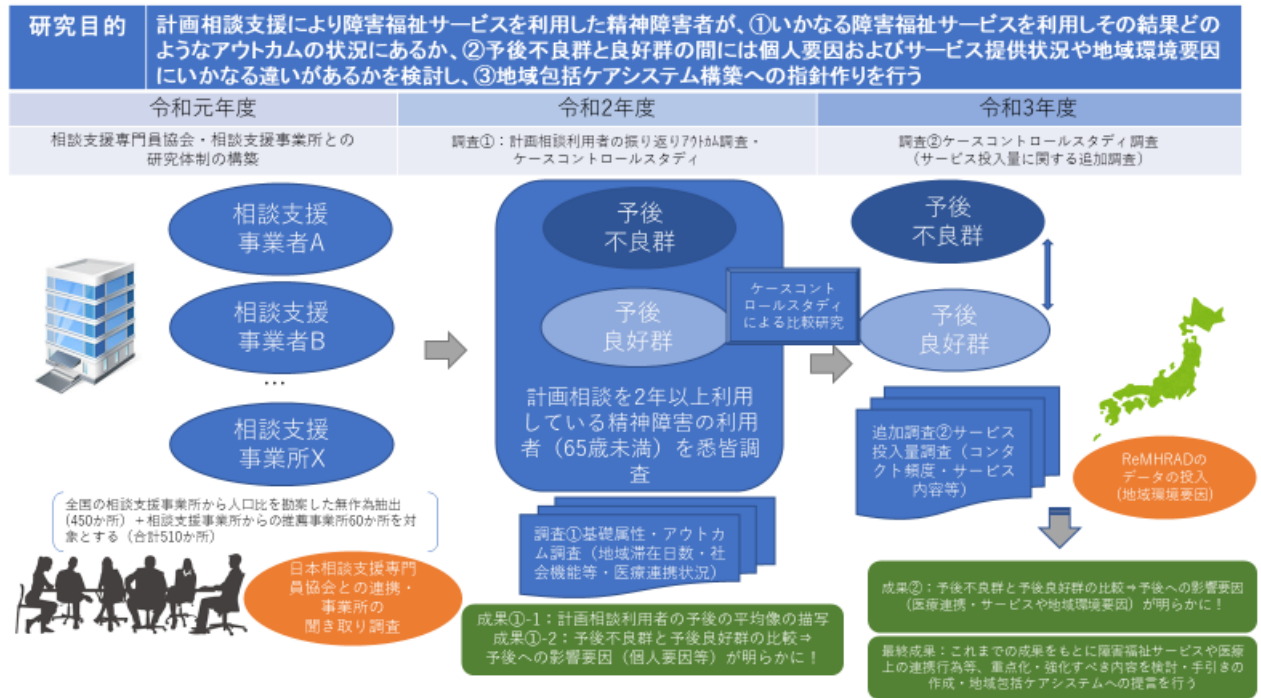 研究目的
計画相談支援により障害福祉サービスを利用した精神障害者が、①いかなる障害福祉サービスを利用しその結果どの
ようなアウトカムの状況にあるか、②予後不良群と良好群の間には個人要因およびサービス提供状況や地域環境要因
にいかなる違いがあるかを検討し、③地域包括ケアシステム構築への指針作りを行う
令和元年度
令和2年度
令和3年度
相談支援専門員協会・相談支援事業所との
研究体制の構築
調査①：計画相談利用者の振り返りｱｳﾄｶﾑ調査・
ケースコントロールスタディ
調査②ケースコントロールスタディ調査
（サービス投入量に関する追加調査）
相談支援
事業者A
相談支援
事業者B
…
相談支援
事業所X
全国の相談支援事業所から人口比を勘案した無作為抽出
(450か所）＋相談支援事業所からの推薦事業所60か所を対
象とする（合計510か所）
日本相談支援専門
員協会との連携・
事業所の
聞き取り調査
予後
不良群
予後
良好群
計画相談を2年以上利用
している精神障害の利用
者（65歳未満）を悉皆調
査
ケースコント
ロールスタディ
による比較研究
調査①基礎属性・アウトカ
ム調査（地域滞在日数・社
会機能等・医療連携状況）
成果①-1：計画相談利用者の予後の平均像の描写
成果①-2：予後不良群と予後良好群の比較⇒
予後への影響要因（個人要因等）が明らかに！
予後
不良群
予後
良好群
追加調査②サービス
投入量調査（コンタ
クト頻度・サービス
内容等）
ReMHRADの
データの投入
(地域環境要因)
成果②：予後不良群と予後良好群の比較⇒予後への影響要因
（医療連携・サービスや地域環境要因）が明らかに！
最終成果：これまでの成果をもとに障害福祉サービスや医療
上の連携行為等、重点化・強化すべき内容を検討・手引きの
作成・地域包括ケアシステムへの提言を行う